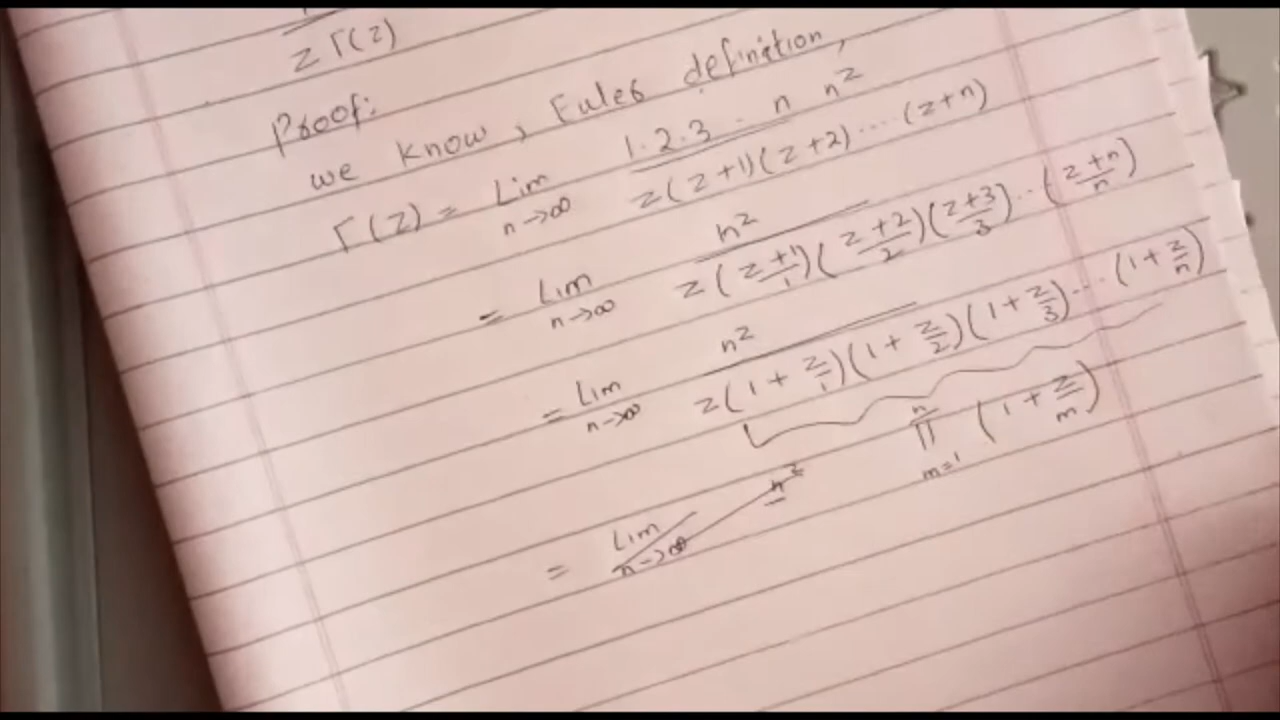 z Γ(z)
Proof:
we know, Euler's definition,
Γ(z) = Lim n→∞ 1.2.3 . n n^z / z(z+1)(z+2)....(z+n)
= Lim n→∞ n^z / z(z+1/1)(z+2/2)(z+3/3)..(z+n/n)
= Lim n→∞ n^z / z(1+z/1)(1+z/2)(1+z/3)...(1+z/n)
n ∏ m=1 (1+z/m)
= Lim n→∞ n^z